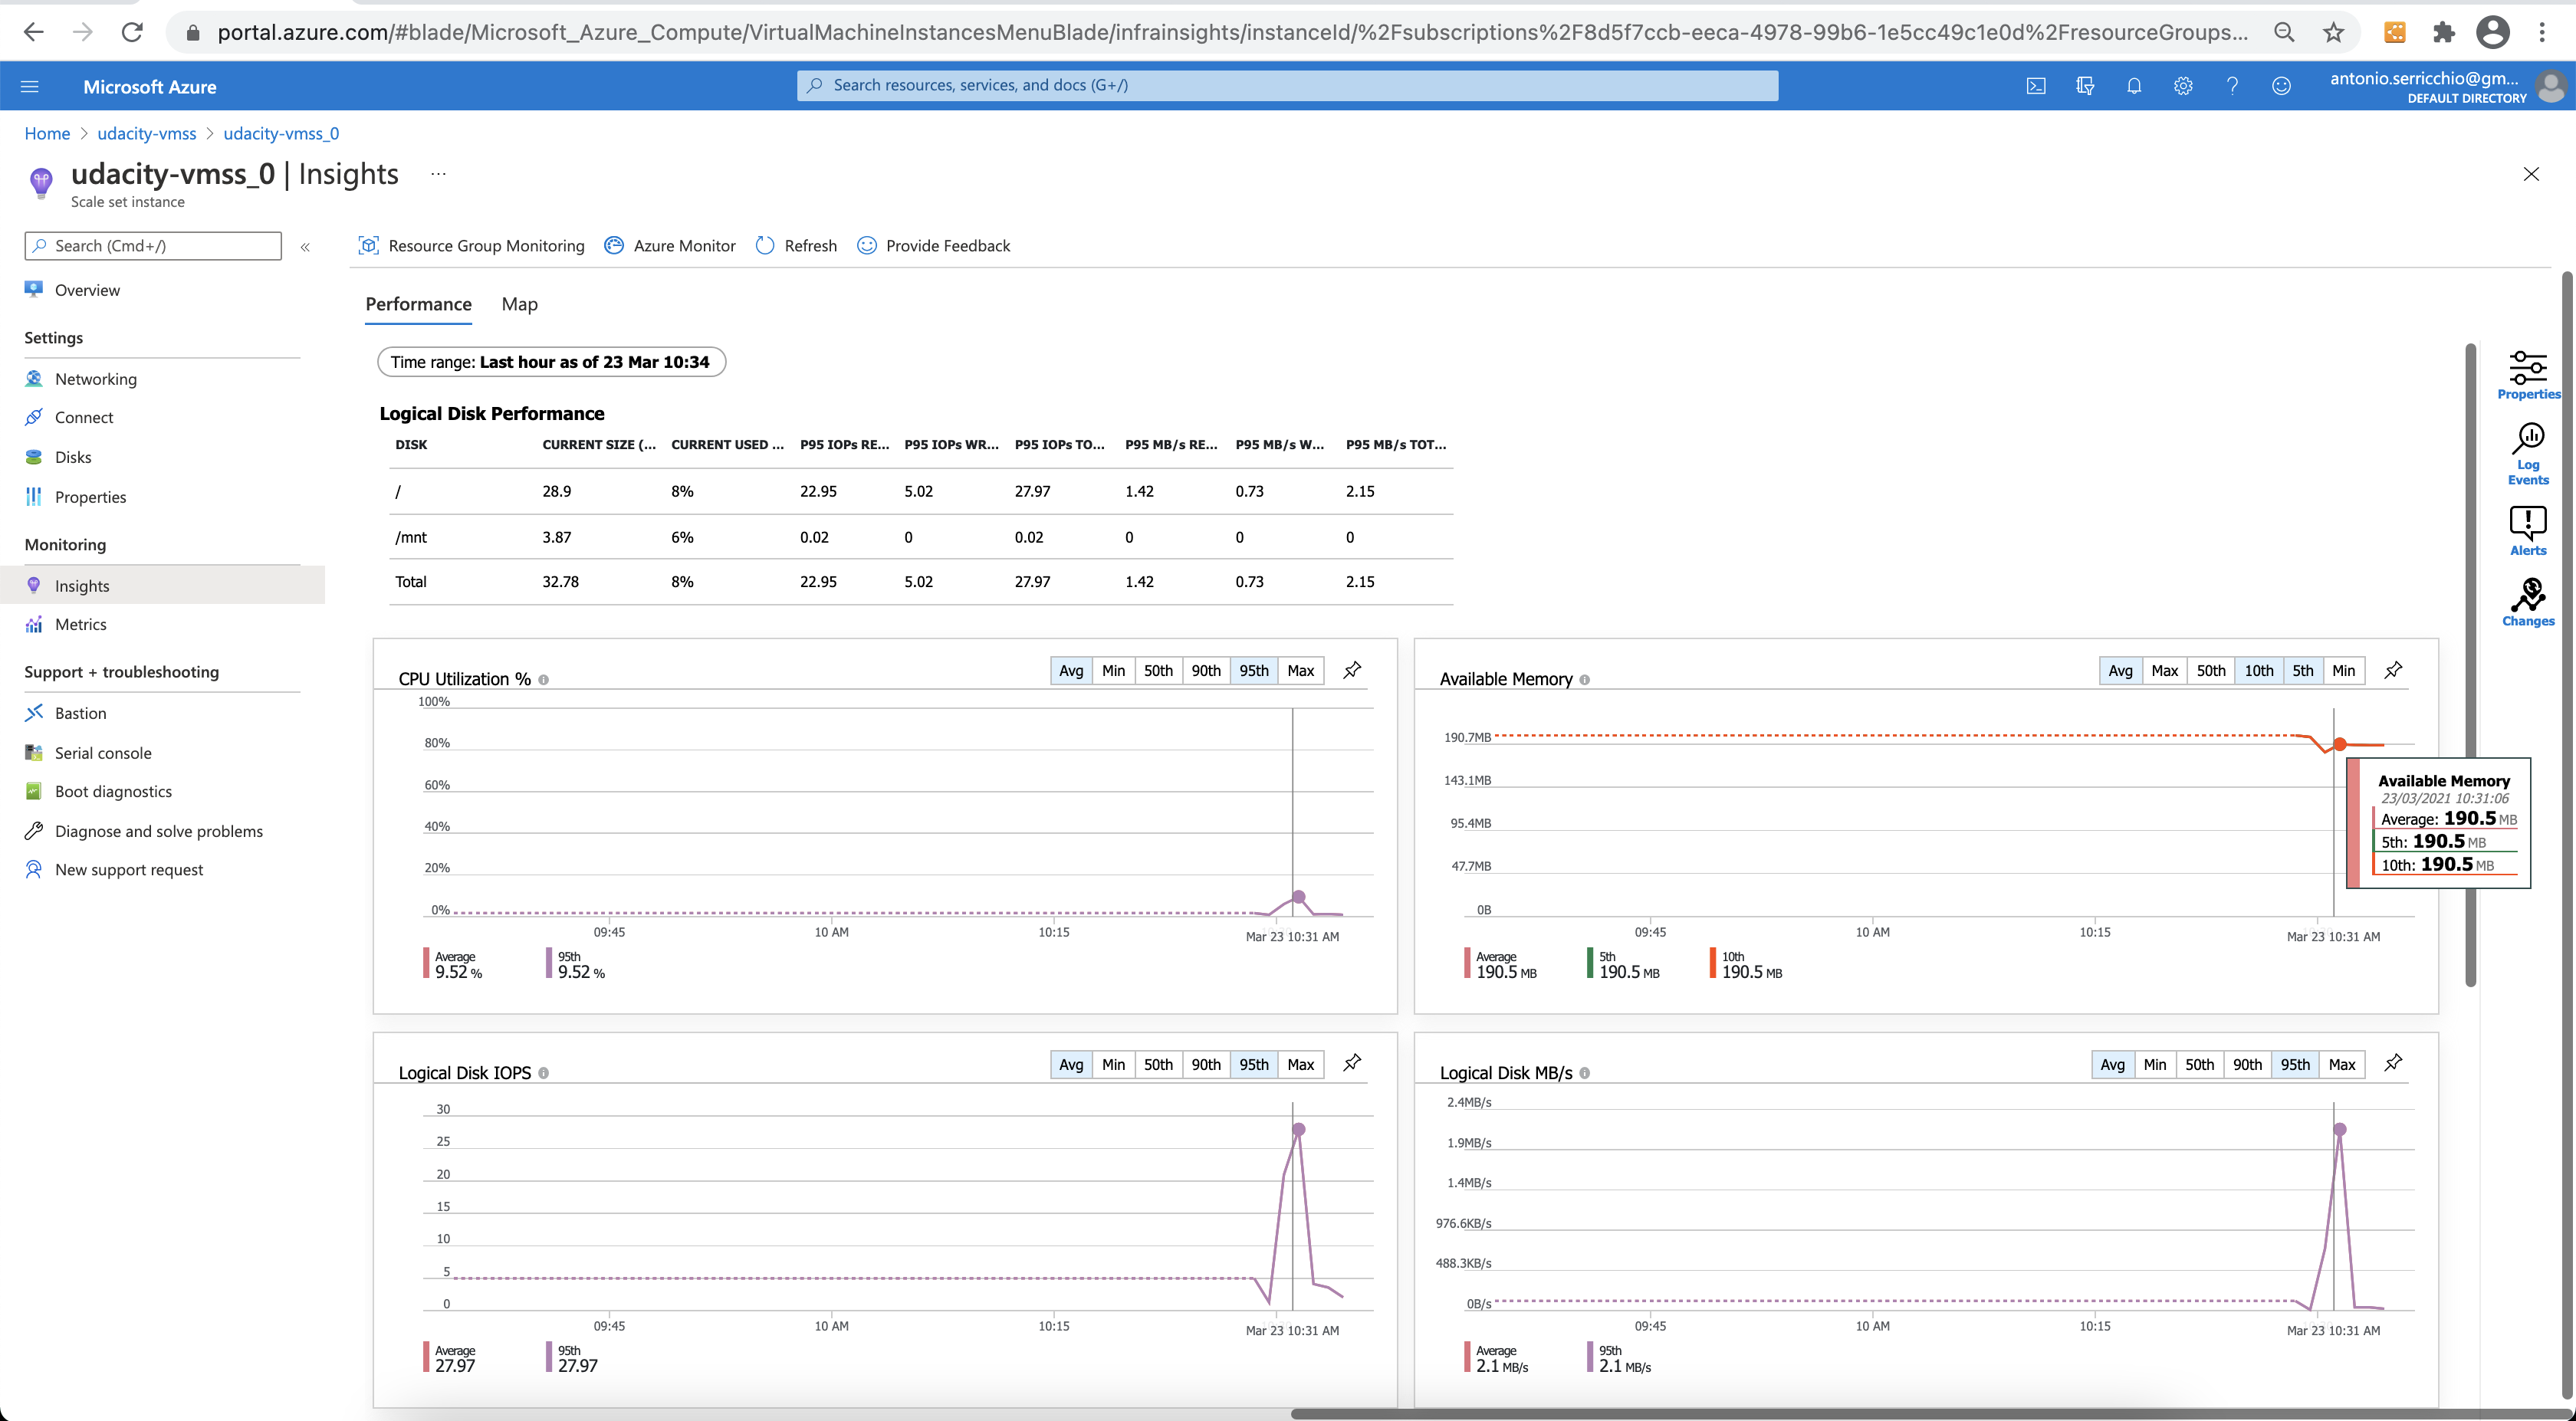 portal.azure.com/#blade/Microsoft_Azure_Compute/VirtualMachineInstancesMenuBlade/infrainsights/instanceId/%2Fsubscriptions%2F8d5f7ccb-eeca-4978-99b6-1e5cc49c1e0d%2FresourceGroups...
Microsoft Azure
Search resources, services, and docs (G+/)
antonio.serricchio@gm...
DEFAULT DIRECTORY
Home > udacity-vmss > udacity-vmss_0
udacity-vmss_0 | Insights ...
Scale set instance
Search (Cmd+/)
«
Overview
Settings
Networking
Connect
Disks
Properties
Monitoring
Insights
Metrics
Support + troubleshooting
Bastion
Serial console
Boot diagnostics
Diagnose and solve problems
New support request
Resource Group Monitoring Azure Monitor Refresh Provide Feedback
Performance Map
Time range: Last hour as of 23 Mar 10:34
Logical Disk Performance
DISK CURRENT SIZE (... CURRENT USED ... P95 IOPs RE... P95 IOPs WR... P95 IOPs TO... P95 MB/s RE... P95 MB/s W... P95 MB/s TOT...
/ 28.9 8% 22.95 5.02 27.97 1.42 0.73 2.15
/mnt 3.87 6% 0.02 0 0.02 0 0 0
Total 32.78 8% 22.95 5.02 27.97 1.42 0.73 2.15
CPU Utilization %
Avg Min 50th 90th 95th Max
100%
80%
60%
40%
20%
0%
09:45 10 AM 10:15 Mar 23 10:31 AM
Average 95th
9.52 % 9.52 %
Available Memory
Avg Max 50th 10th 5th Min
190.7MB
143.1MB
95.4MB
47.7MB
0B
09:45 10 AM 10:15 Mar 23 10:31 AM
Average 5th 10th
190.5 MB 190.5 MB 190.5 MB
Available Memory
23/03/2021 10:31:06
Average: 190.5 MB
5th: 190.5 MB
10th: 190.5 MB
Logical Disk IOPS
Avg Min 50th 90th 95th Max
30
25
20
15
10
5
0
09:45 10 AM 10:15 Mar 23 10:31 AM
Average 95th
27.97 27.97
Logical Disk MB/s
Avg Min 50th 90th 95th Max
2.4MB/s
1.9MB/s
1.4MB/s
976.6KB/s
488.3KB/s
0B/s
09:45 10 AM 10:15 Mar 23 10:31 AM
Average 95th
2.1 MB/s 2.1 MB/s
Properties
Log
Events
Alerts
Changes